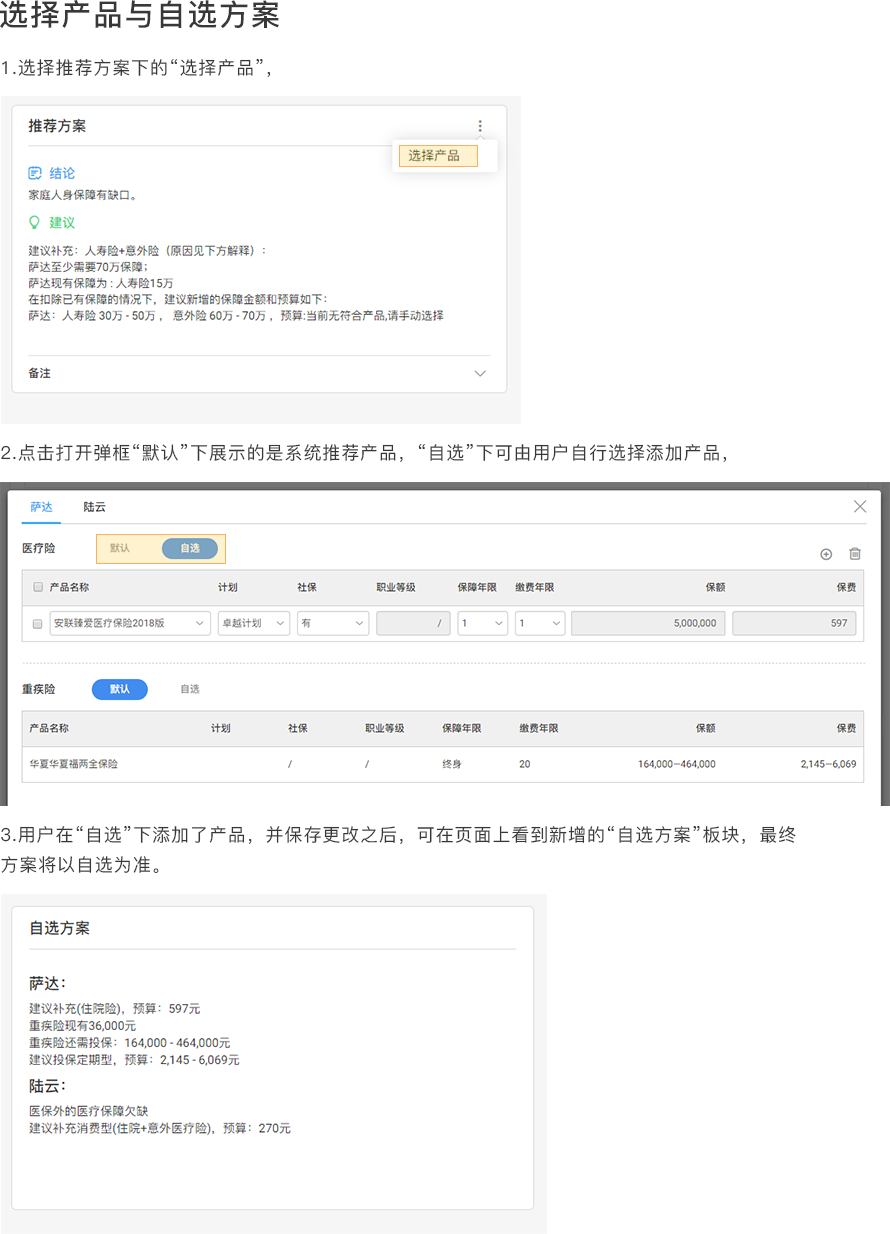 选择产品与自选方案
1.选择推荐方案下的“选择产品”，
推荐方案
选择产品
结论
家庭人身保障有缺口。
建议
建议补充：人寿险+意外险（原因见下方解释）：
萨达至少需要70万保障；
萨达现有保障为 : 人寿险15万
在扣除已有保障的情况下，建议新增的保障金额和预算如下：
萨达：人寿险 30万 - 50万 ， 意外险 60万 - 70万 ，预算:当前无符合产品,请手动选择
备注
2.点击打开弹框“默认”下展示的是系统推荐产品，“自选”下可由用户自行选择添加产品，
萨达 陆云
医疗险 默认 自选
产品名称 计划 社保 职业等级 保障年限 缴费年限 保额 保费
安联臻爱医疗保险2018版 卓越计划 有 / 1 1 5,000,000 597
重疾险 默认 自选
产品名称 计划 社保 职业等级 保障年限 缴费年限 保额 保费
华夏华夏福两全保险 / / 终身 20 164,000—464,000 2,145—6,069
3.用户在“自选”下添加了产品，并保存更改之后，可在页面上看到新增的“自选方案”板块，最终
方案将以自选为准。
自选方案
萨达：
建议补充(住院险)，预算：597元
重疾险现有36,000元
重疾险还需投保：164,000 - 464,000元
建议投保定期型，预算：2,145 - 6,069元
陆云：
医保外的医疗保障欠缺
建议补充消费型(住院+意外医疗险)，预算：270元